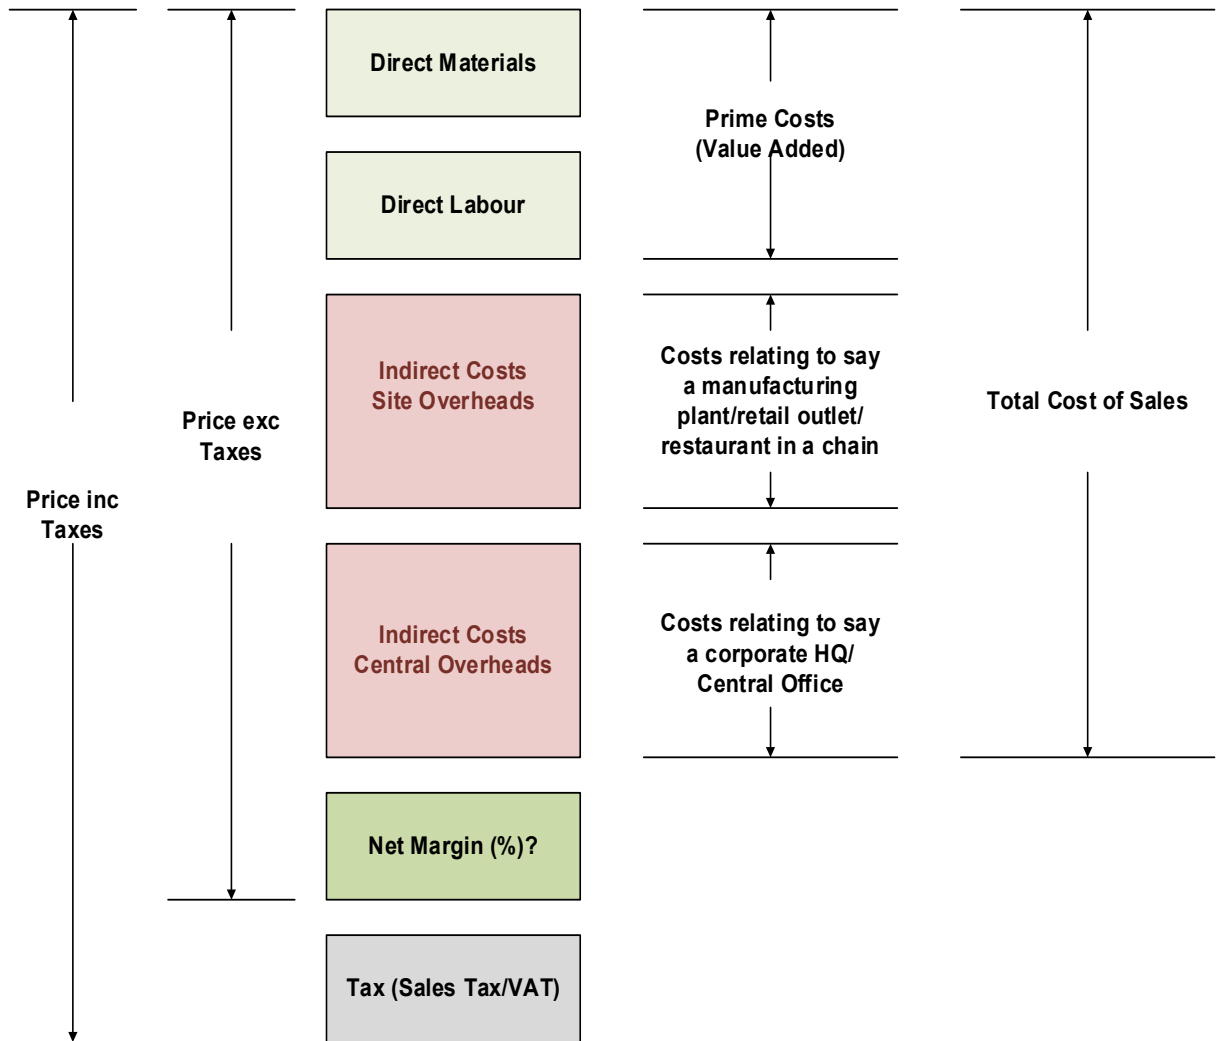 Direct Materials
Prime Costs
(Value Added)
Direct Labour
Indirect Costs
Site Overheads
Costs relating to say
a manufacturing
plant/retail outlet/
restaurant in a chain
Total Cost of Sales
Price exc
Taxes
Price inc
Taxes
Indirect Costs
Central Overheads
Costs relating to say
a corporate HQ/
Central Office
Net Margin (%)?
Tax (Sales Tax/VAT)